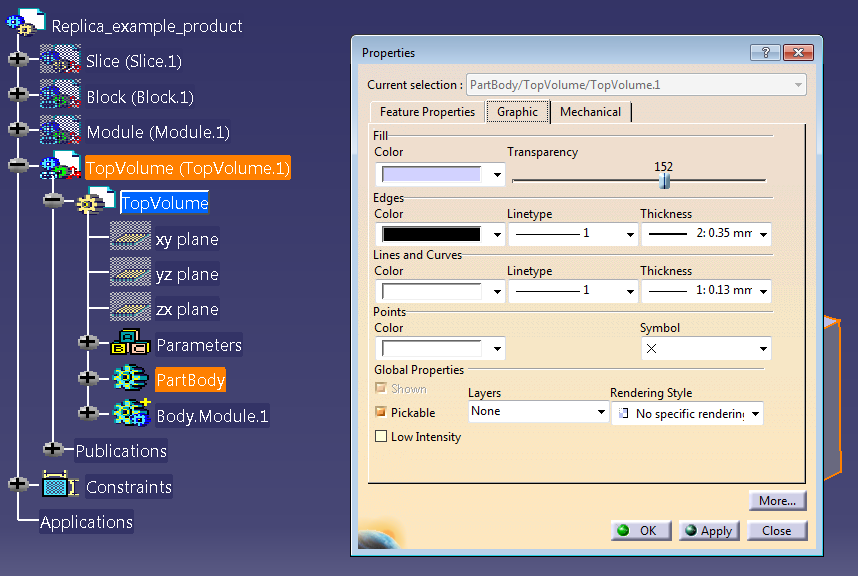 Replica_example_product
Slice (Slice.1)
Block (Block.1)
Module (Module.1)
TopVolume (TopVolume.1)
TopVolume
xy plane
yz plane
zx plane
Parameters
PartBody
Body.Module.1
Publications
Constraints
Applications
Properties
Current selection : PartBody/TopVolume/TopVolume.1
Feature Properties Graphic Mechanical
Fill
Color Transparency
152
Edges
Color Linetype Thickness
1 2: 0.35 mm
Lines and Curves
Color Linetype Thickness
1 1: 0.13 mm
Points
Color Symbol
Global Properties
Shown
Layers Rendering Style
Pickable None No specific rendering
Low Intensity
More...
OK Apply Close